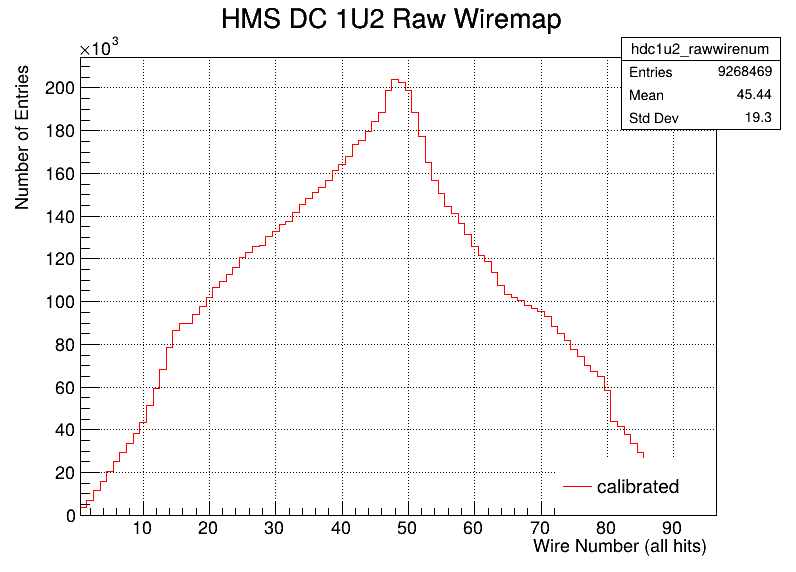 HMS DC 1U2 Raw Wiremap
×10³
hdc1u2_rawwirenum
Entries 9268469
Mean 45.44
Std Dev 19.3
Number of Entries
200
180
160
140
120
100
80
60
40
20
0
calibrated
10 20 30 40 50 60 70 80 90
Wire Number (all hits)